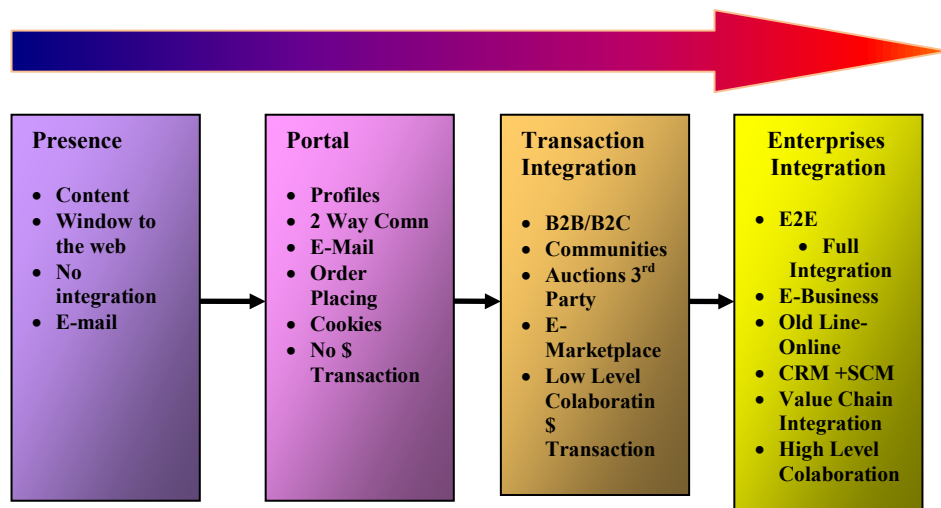 Presence
• Content
• Window to
the web
• No
integration
• E-mail
Portal
• Profiles
• 2 Way Comn
• E-Mail
• Order
Placing
• Cookies
• No $
Transaction
Transaction
Integration
• B2B/B2C
• Communities
• Auctions 3rd
Party
• E-
Marketplace
• Low Level
Colaboratin
$
Transaction
Enterprises
Integration
• E2E
• Full
Integration
• E-Business
• Old Line-
Online
• CRM +SCM
• Value Chain
Integration
• High Level
Colaboration